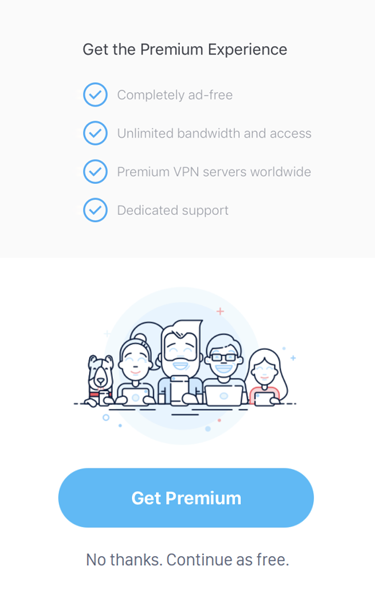 Get the Premium Experience
Completely ad-free
Unlimited bandwidth and access
Premium VPN servers worldwide
Dedicated support
Get Premium
No thanks. Continue as free.